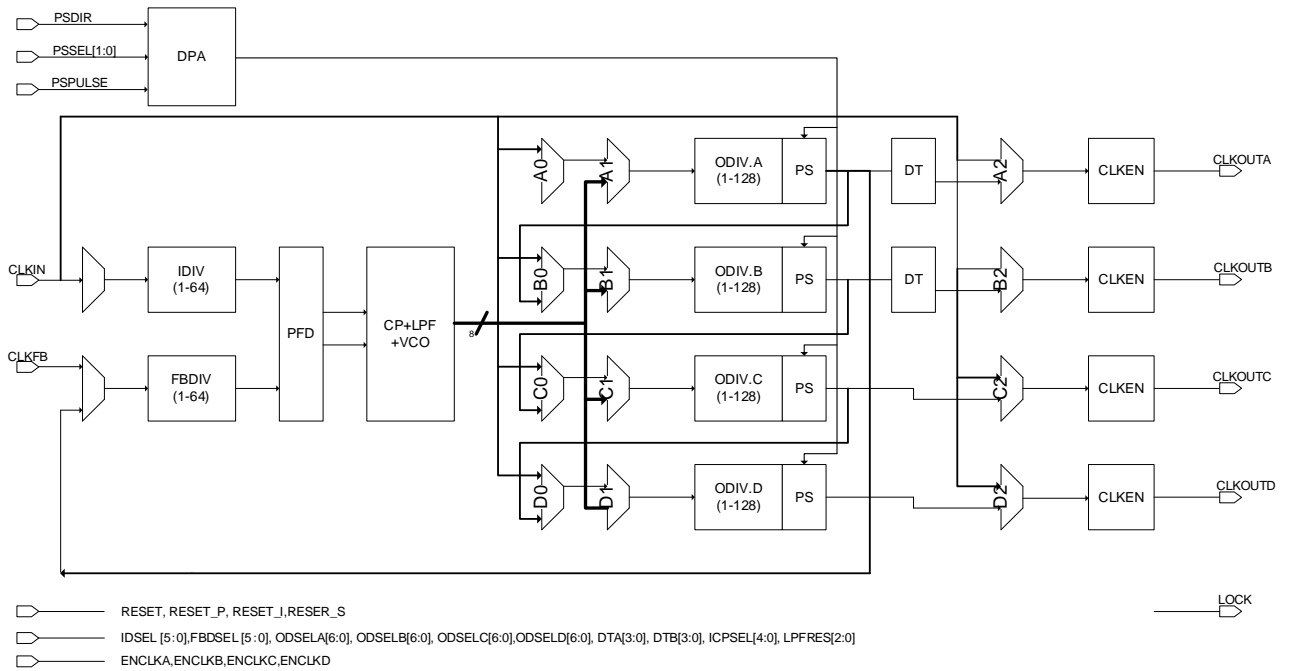 PSDIR
PSSEL[1:0]
PSPULSE
DPA
A0
A1
ODIV.A
(1-128)
PS
DT
A2
CLKEN
CLKOUTA
CLKIN
IDIV
(1-64)
B0
B1
ODIV.B
(1-128)
PS
DT
B2
CLKEN
CLKOUTB
PFD
CP+LPF
+VCO
8
CLKFB
FBDIV
(1-64)
C0
C1
ODIV.C
(1-128)
PS
C2
CLKEN
CLKOUTC
D0
D1
ODIV.D
(1-128)
PS
D2
CLKEN
CLKOUTD
RESET, RESET_P, RESET_I,RESER_S
LOCK
IDSEL [5:0],FBDSEL [5:0], ODSELA[6:0], ODSELB[6:0], ODSELC[6:0],ODSELD[6:0], DTA[3:0], DTB[3:0], ICPSEL[4:0], LPFRES[2:0]
ENCLKA,ENCLKB,ENCLKC,ENCLKD